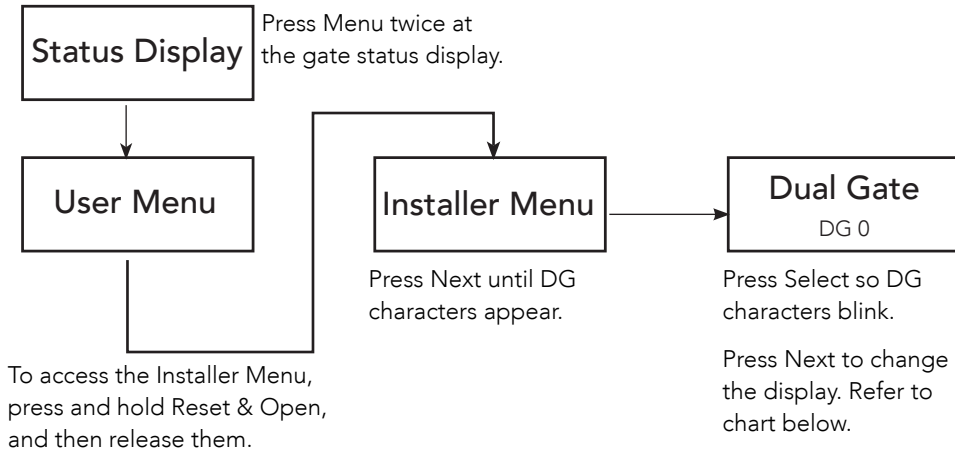 Status Display
Press Menu twice at
the gate status display.
User Menu
To access the Installer Menu,
press and hold Reset & Open,
and then release them.
Installer Menu
Press Next until DG
characters appear.
Dual Gate
DG 0
Press Select so DG
characters blink.
Press Next to change
the display. Refer to
chart below.